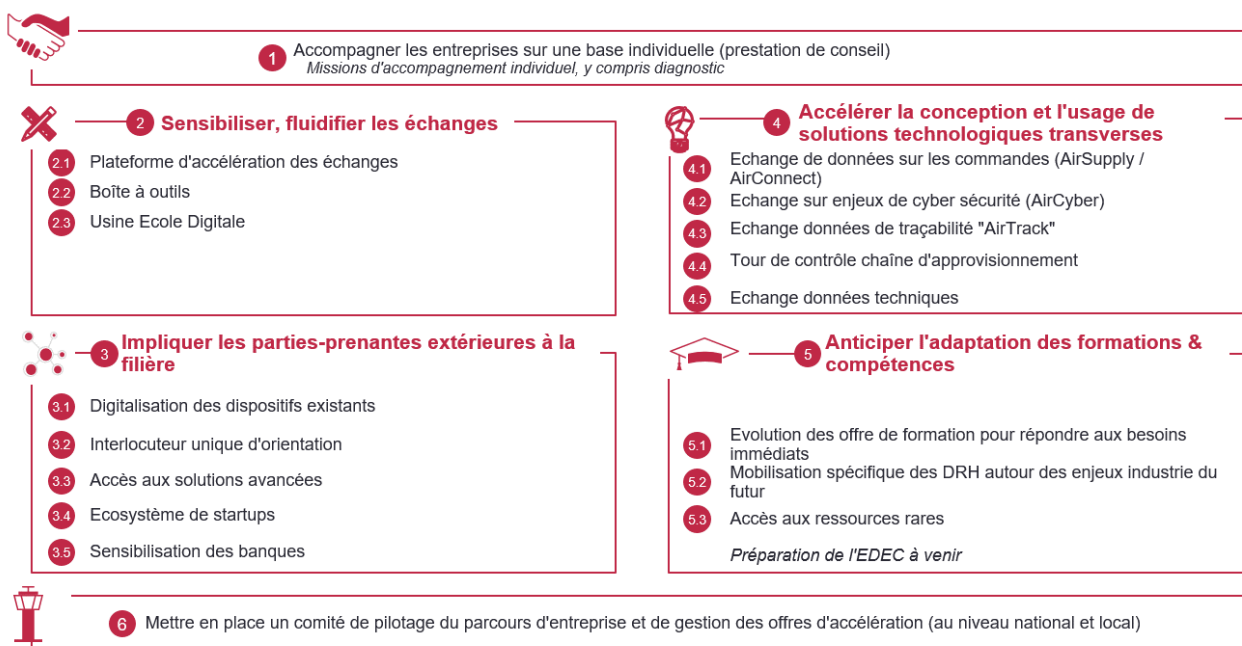 1 Accompagner les entreprises sur une base individuelle (prestation de conseil)
Missions d'accompagnement individuel, y compris diagnostic
2 Sensibiliser, fluidifier les échanges
2.1 Plateforme d'accélération des échanges
2.2 Boîte à outils
2.3 Usine Ecole Digitale
3 Impliquer les parties-prenantes extérieures à la
filière
3.1 Digitalisation des dispositifs existants
3.2 Interlocuteur unique d'orientation
3.3 Accès aux solutions avancées
3.4 Ecosystème de startups
3.5 Sensibilisation des banques
4 Accélérer la conception et l'usage de
solutions technologiques transverses
4.1 Echange de données sur les commandes (AirSupply /
AirConnect)
4.2 Echange sur enjeux de cyber sécurité (AirCyber)
4.3 Echange données de traçabilité "AirTrack"
4.4 Tour de contrôle chaîne d'approvisionnement
4.5 Echange données techniques
5 Anticiper l'adaptation des formations &
compétences
5.1 Evolution des offre de formation pour répondre aux besoins
immédiats
5.2 Mobilisation spécifique des DRH autour des enjeux industrie du
futur
5.3 Accès aux ressources rares
Préparation de l'EDEC à venir
6 Mettre en place un comité de pilotage du parcours d'entreprise et de gestion des offres d'accélération (au niveau national et local)